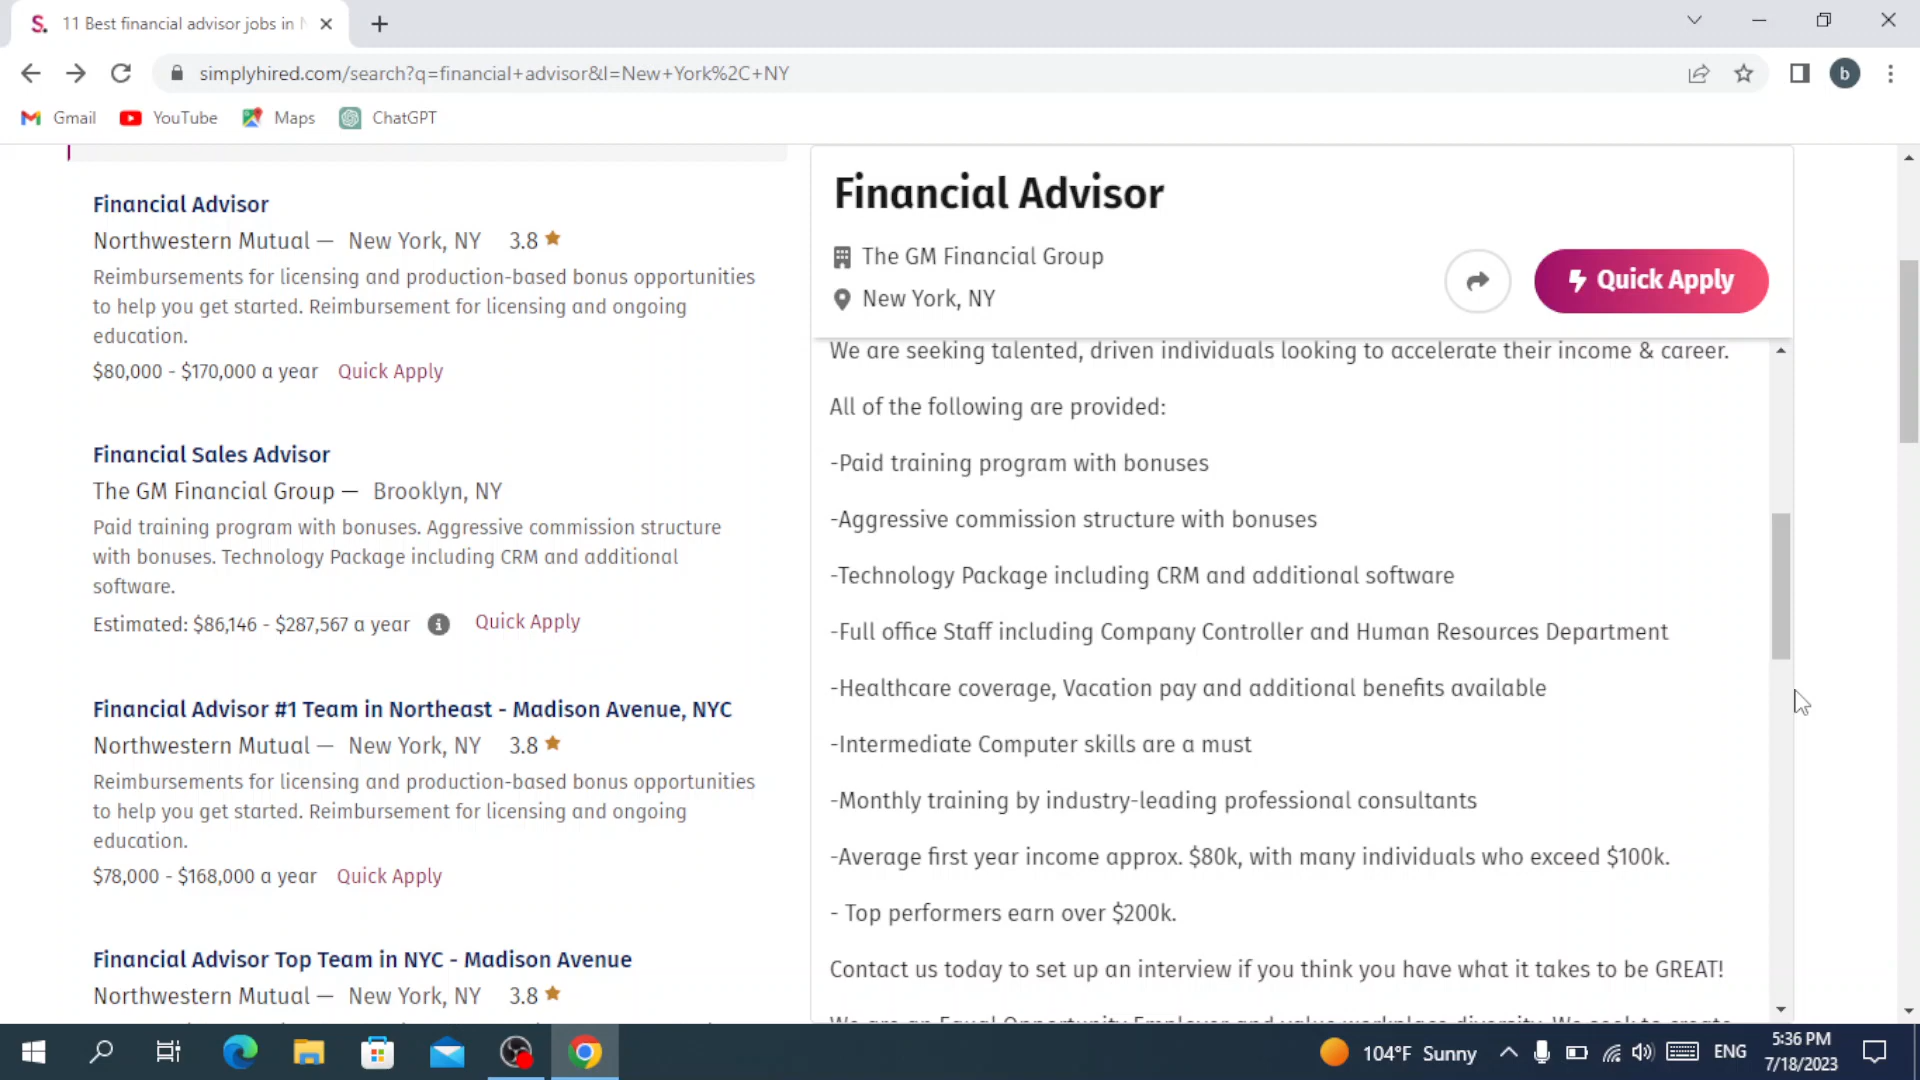 11 Best financial advisor jobs in
simplyhired.com/search?q=financial+advisor&l=New+York%2C+NY
b
Gmail
YouTube
Maps
ChatGPT
Financial Advisor
Northwestern Mutual — New York, NY 3.8
Reimbursements for licensing and production-based bonus opportunities
to help you get started. Reimbursement for licensing and ongoing
education.
$80,000 - $170,000 a year Quick Apply
Financial Sales Advisor
The GM Financial Group — Brooklyn, NY
Paid training program with bonuses. Aggressive commission structure
with bonuses. Technology Package including CRM and additional
software.
Estimated: $86,146 - $287,567 a year Quick Apply
Financial Advisor #1 Team in Northeast - Madison Avenue, NYC
Northwestern Mutual — New York, NY 3.8
Reimbursements for licensing and production-based bonus opportunities
to help you get started. Reimbursement for licensing and ongoing
education.
$78,000 - $168,000 a year Quick Apply
Financial Advisor Top Team in NYC - Madison Avenue
Northwestern Mutual — New York, NY 3.8
Financial Advisor
The GM Financial Group
New York, NY
Quick Apply
We are seeking talented, driven individuals looking to accelerate their income & career.
All of the following are provided:
-Paid training program with bonuses
-Aggressive commission structure with bonuses
-Technology Package including CRM and additional software
-Full office Staff including Company Controller and Human Resources Department
-Healthcare coverage, Vacation pay and additional benefits available
-Intermediate Computer skills are a must
-Monthly training by industry-leading professional consultants
-Average first year income approx. $80k, with many individuals who exceed $100k.
- Top performers earn over $200k.
Contact us today to set up an interview if you think you have what it takes to be GREAT!
We are an Equal Opportunity Employer and value workplace diversity. We seek to create
104°F Sunny
ENG
5:36 PM
7/18/2023